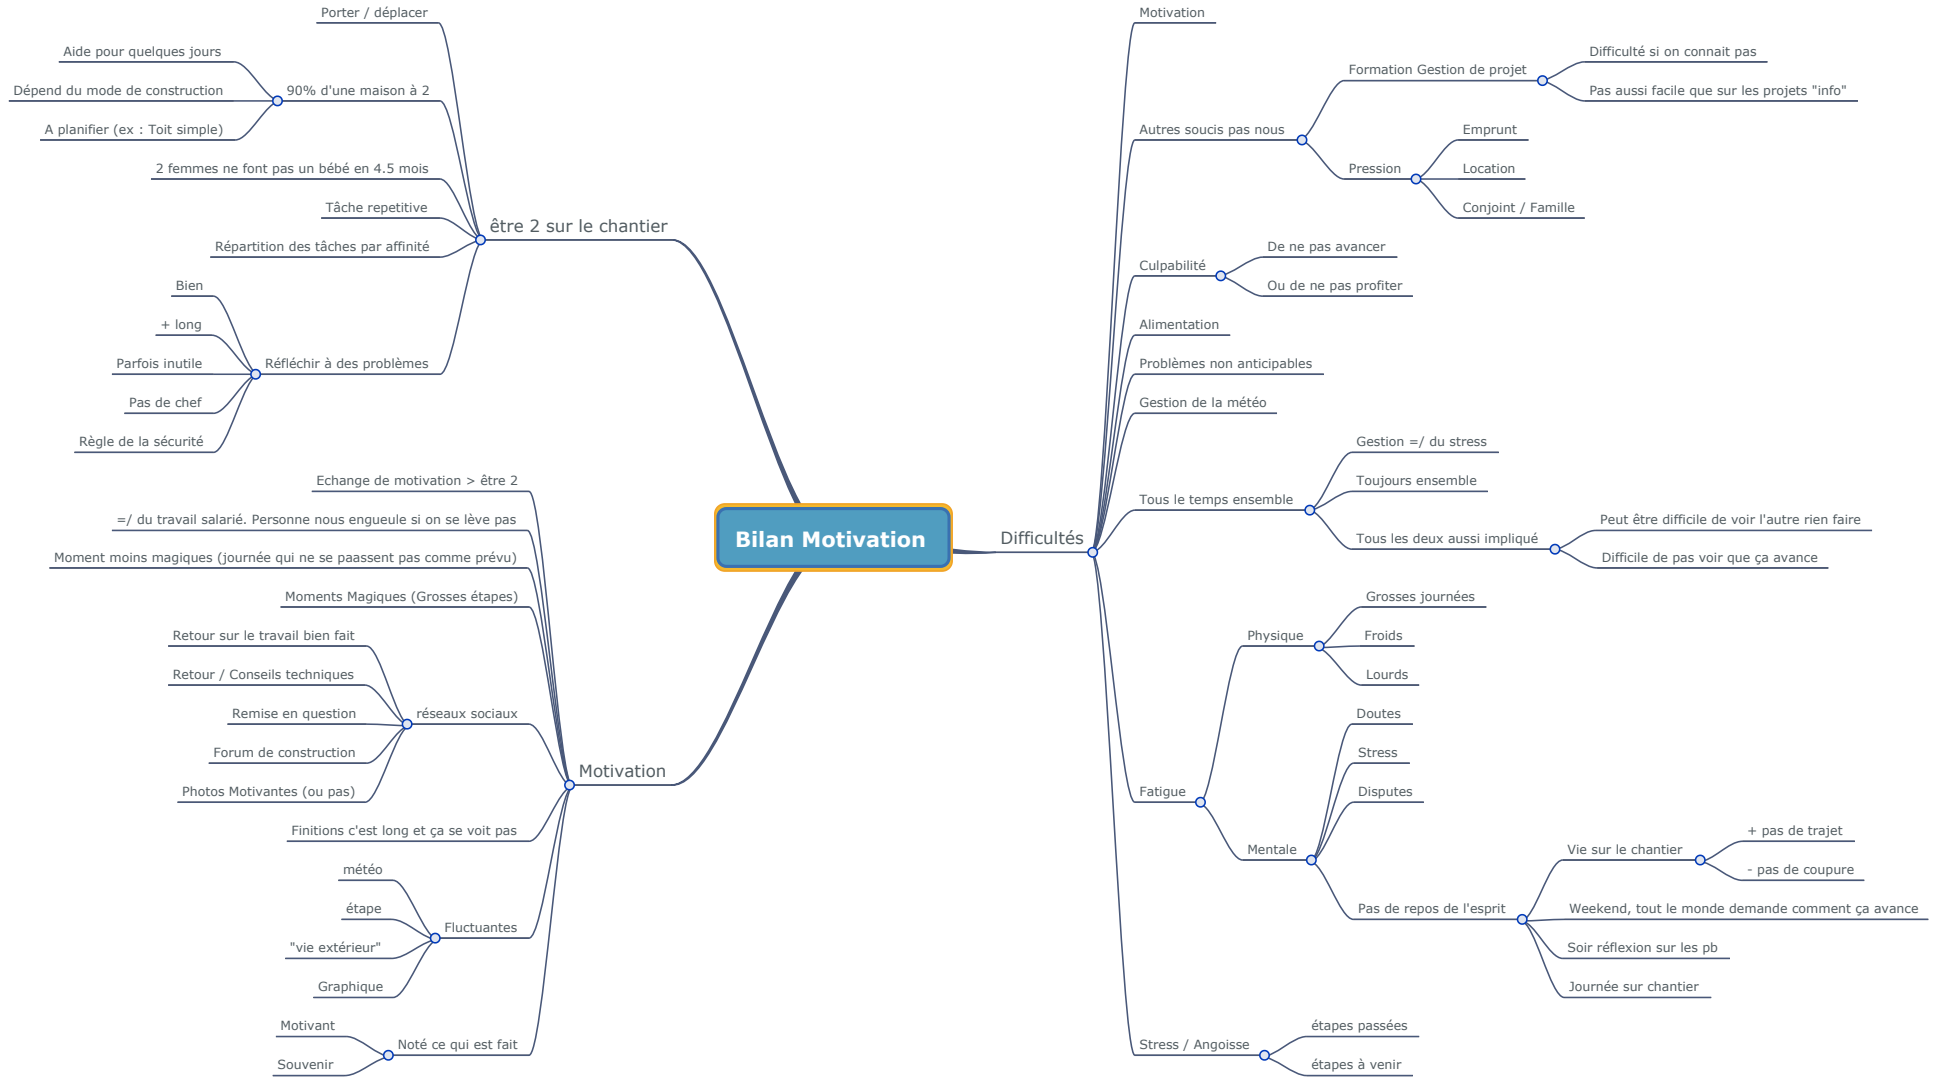 Bilan Motivation
être 2 sur le chantier
Porter / déplacer
90% d'une maison à 2
Aide pour quelques jours
Dépend du mode de construction
A planifier (ex : Toit simple)
2 femmes ne font pas un bébé en 4.5 mois
Tâche repetitive
Répartition des tâches par affinité
Réfléchir à des problèmes
Bien
+ long
Parfois inutile
Pas de chef
Règle de la sécurité
Motivation
Echange de motivation > être 2
=/ du travail salarié. Personne nous engueule si on se lève pas
Moment moins magiques (journée qui ne se paassent pas comme prévu)
Moments Magiques (Grosses étapes)
réseaux sociaux
Retour sur le travail bien fait
Retour / Conseils techniques
Remise en question
Forum de construction
Photos Motivantes (ou pas)
Finitions c'est long et ça se voit pas
Fluctuantes
météo
étape
"vie extérieur"
Graphique
Noté ce qui est fait
Motivant
Souvenir
Difficultés
Motivation
Autres soucis pas nous
Formation Gestion de projet
Difficulté si on connait pas
Pas aussi facile que sur les projets "info"
Pression
Emprunt
Location
Conjoint / Famille
Culpabilité
De ne pas avancer
Ou de ne pas profiter
Alimentation
Problèmes non anticipables
Gestion de la météo
Tous le temps ensemble
Gestion =/ du stress
Toujours ensemble
Tous les deux aussi impliqué
Peut être difficile de voir l'autre rien faire
Difficile de pas voir que ça avance
Fatigue
Physique
Grosses journées
Froids
Lourds
Mentale
Doutes
Stress
Disputes
Pas de repos de l'esprit
Vie sur le chantier
+ pas de trajet
- pas de coupure
Weekend, tout le monde demande comment ça avance
Soir réflexion sur les pb
Journée sur chantier
Stress / Angoisse
étapes passées
étapes à venir